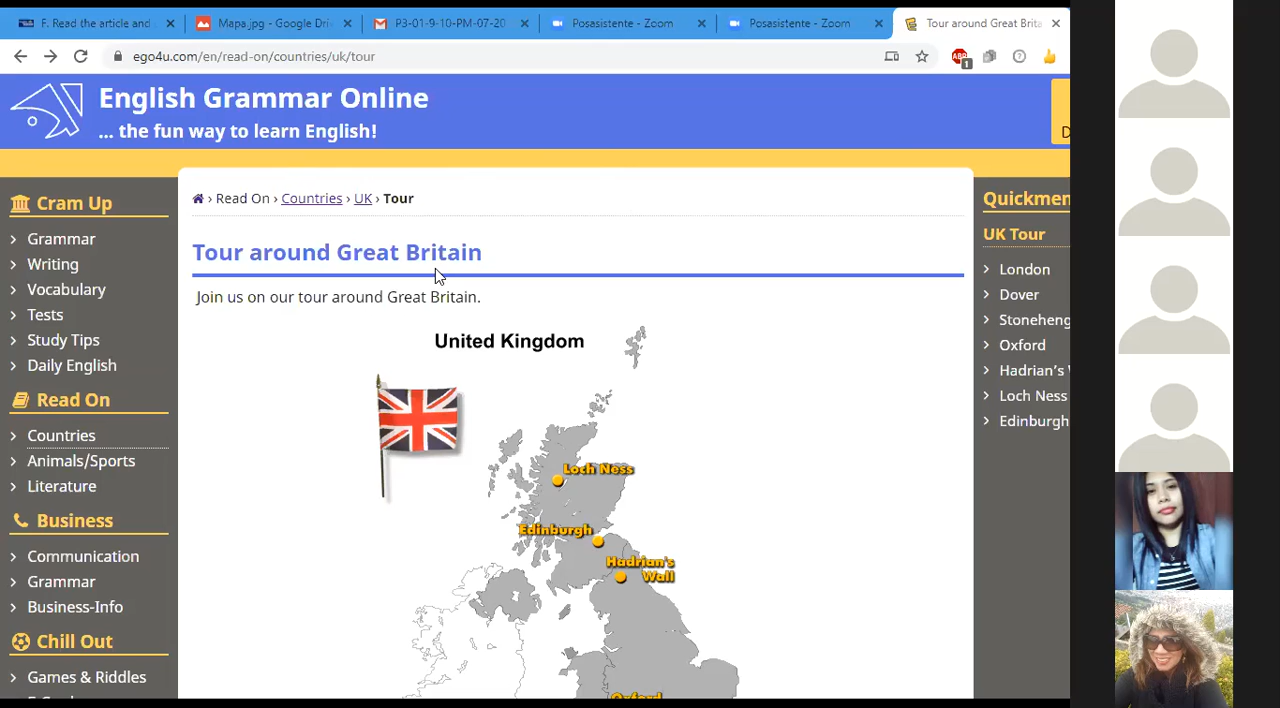 F. Read the article and
Mapa.jpg - Google Dri
P3-01-9-10-PM-07-20
Posasistente - Zoom
Posasistente - Zoom
Tour around Great Brita
ego4u.com/en/read-on/countries/uk/tour
ABP
1
English Grammar Online
... the fun way to learn English!
D
Cram Up
Grammar
Writing
Vocabulary
Tests
Study Tips
Daily English
Read On
Countries
Animals/Sports
Literature
Business
Communication
Grammar
Business-Info
Chill Out
Games & Riddles
› Read On › Countries › UK › Tour
Tour around Great Britain
Join us on our tour around Great Britain.
United Kingdom
Loch Ness
Edinburgh
Hadrian's
Wall
Oxford
Quickmen
UK Tour
London
Dover
Stoneheng
Oxford
Hadrian's
Loch Ness
Edinburgh